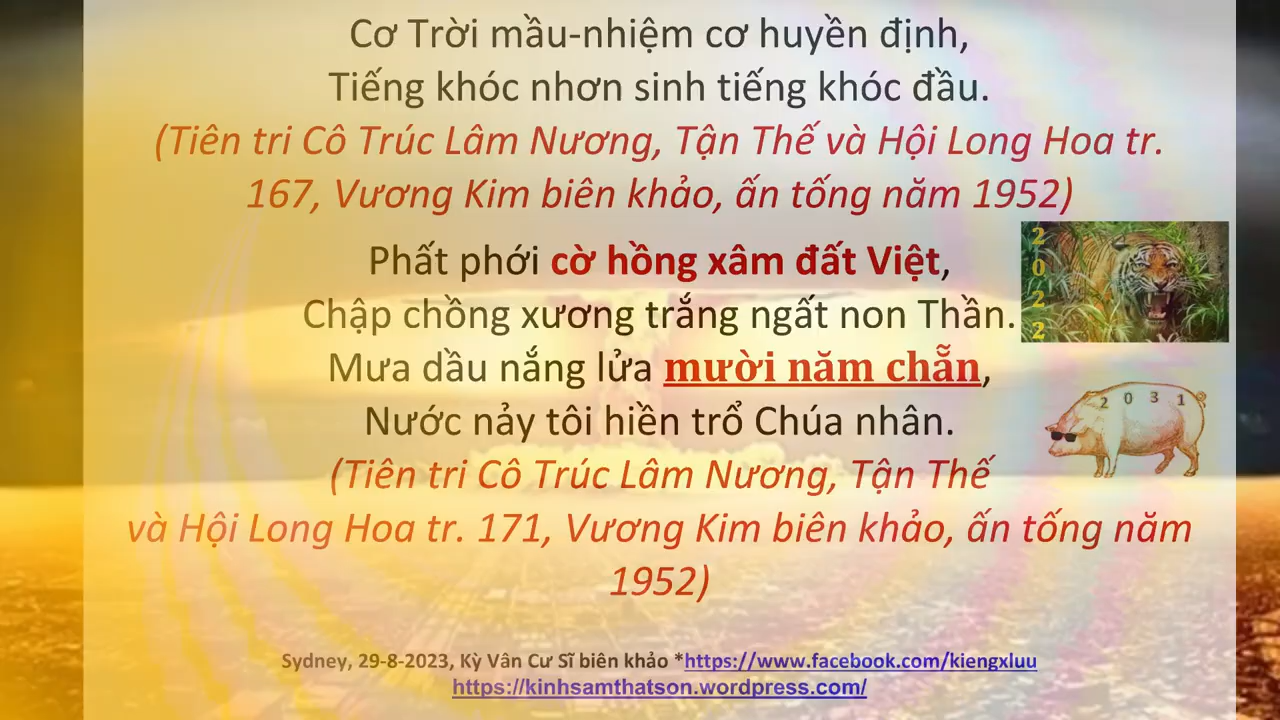 Cơ Trời mầu-nhiệm cơ huyền định,
Tiếng khóc nhơn sinh tiếng khóc đầu.
(Tiên tri Cô Trúc Lâm Nương, Tận Thế và Hội Long Hoa tr.
167, Vương Kim biên khảo, ấn tống năm 1952)
Phất phới cờ hồng xâm đất Việt,
Chập chồng xương trắng ngất non Thần.
Mưa dầu nắng lửa mười năm chẵn,
Nước nảy tôi hiền trổ Chúa nhân.
(Tiên tri Cô Trúc Lâm Nương, Tận Thế
và Hội Long Hoa tr. 171, Vương Kim biên khảo, ấn tống năm
1952)
2022
2031
Sydney, 29-8-2023, Kỳ Vân Cư Sĩ biên khảo *https://www.facebook.com/kiengxluu
https://kinhsamthatson.wordpress.com/